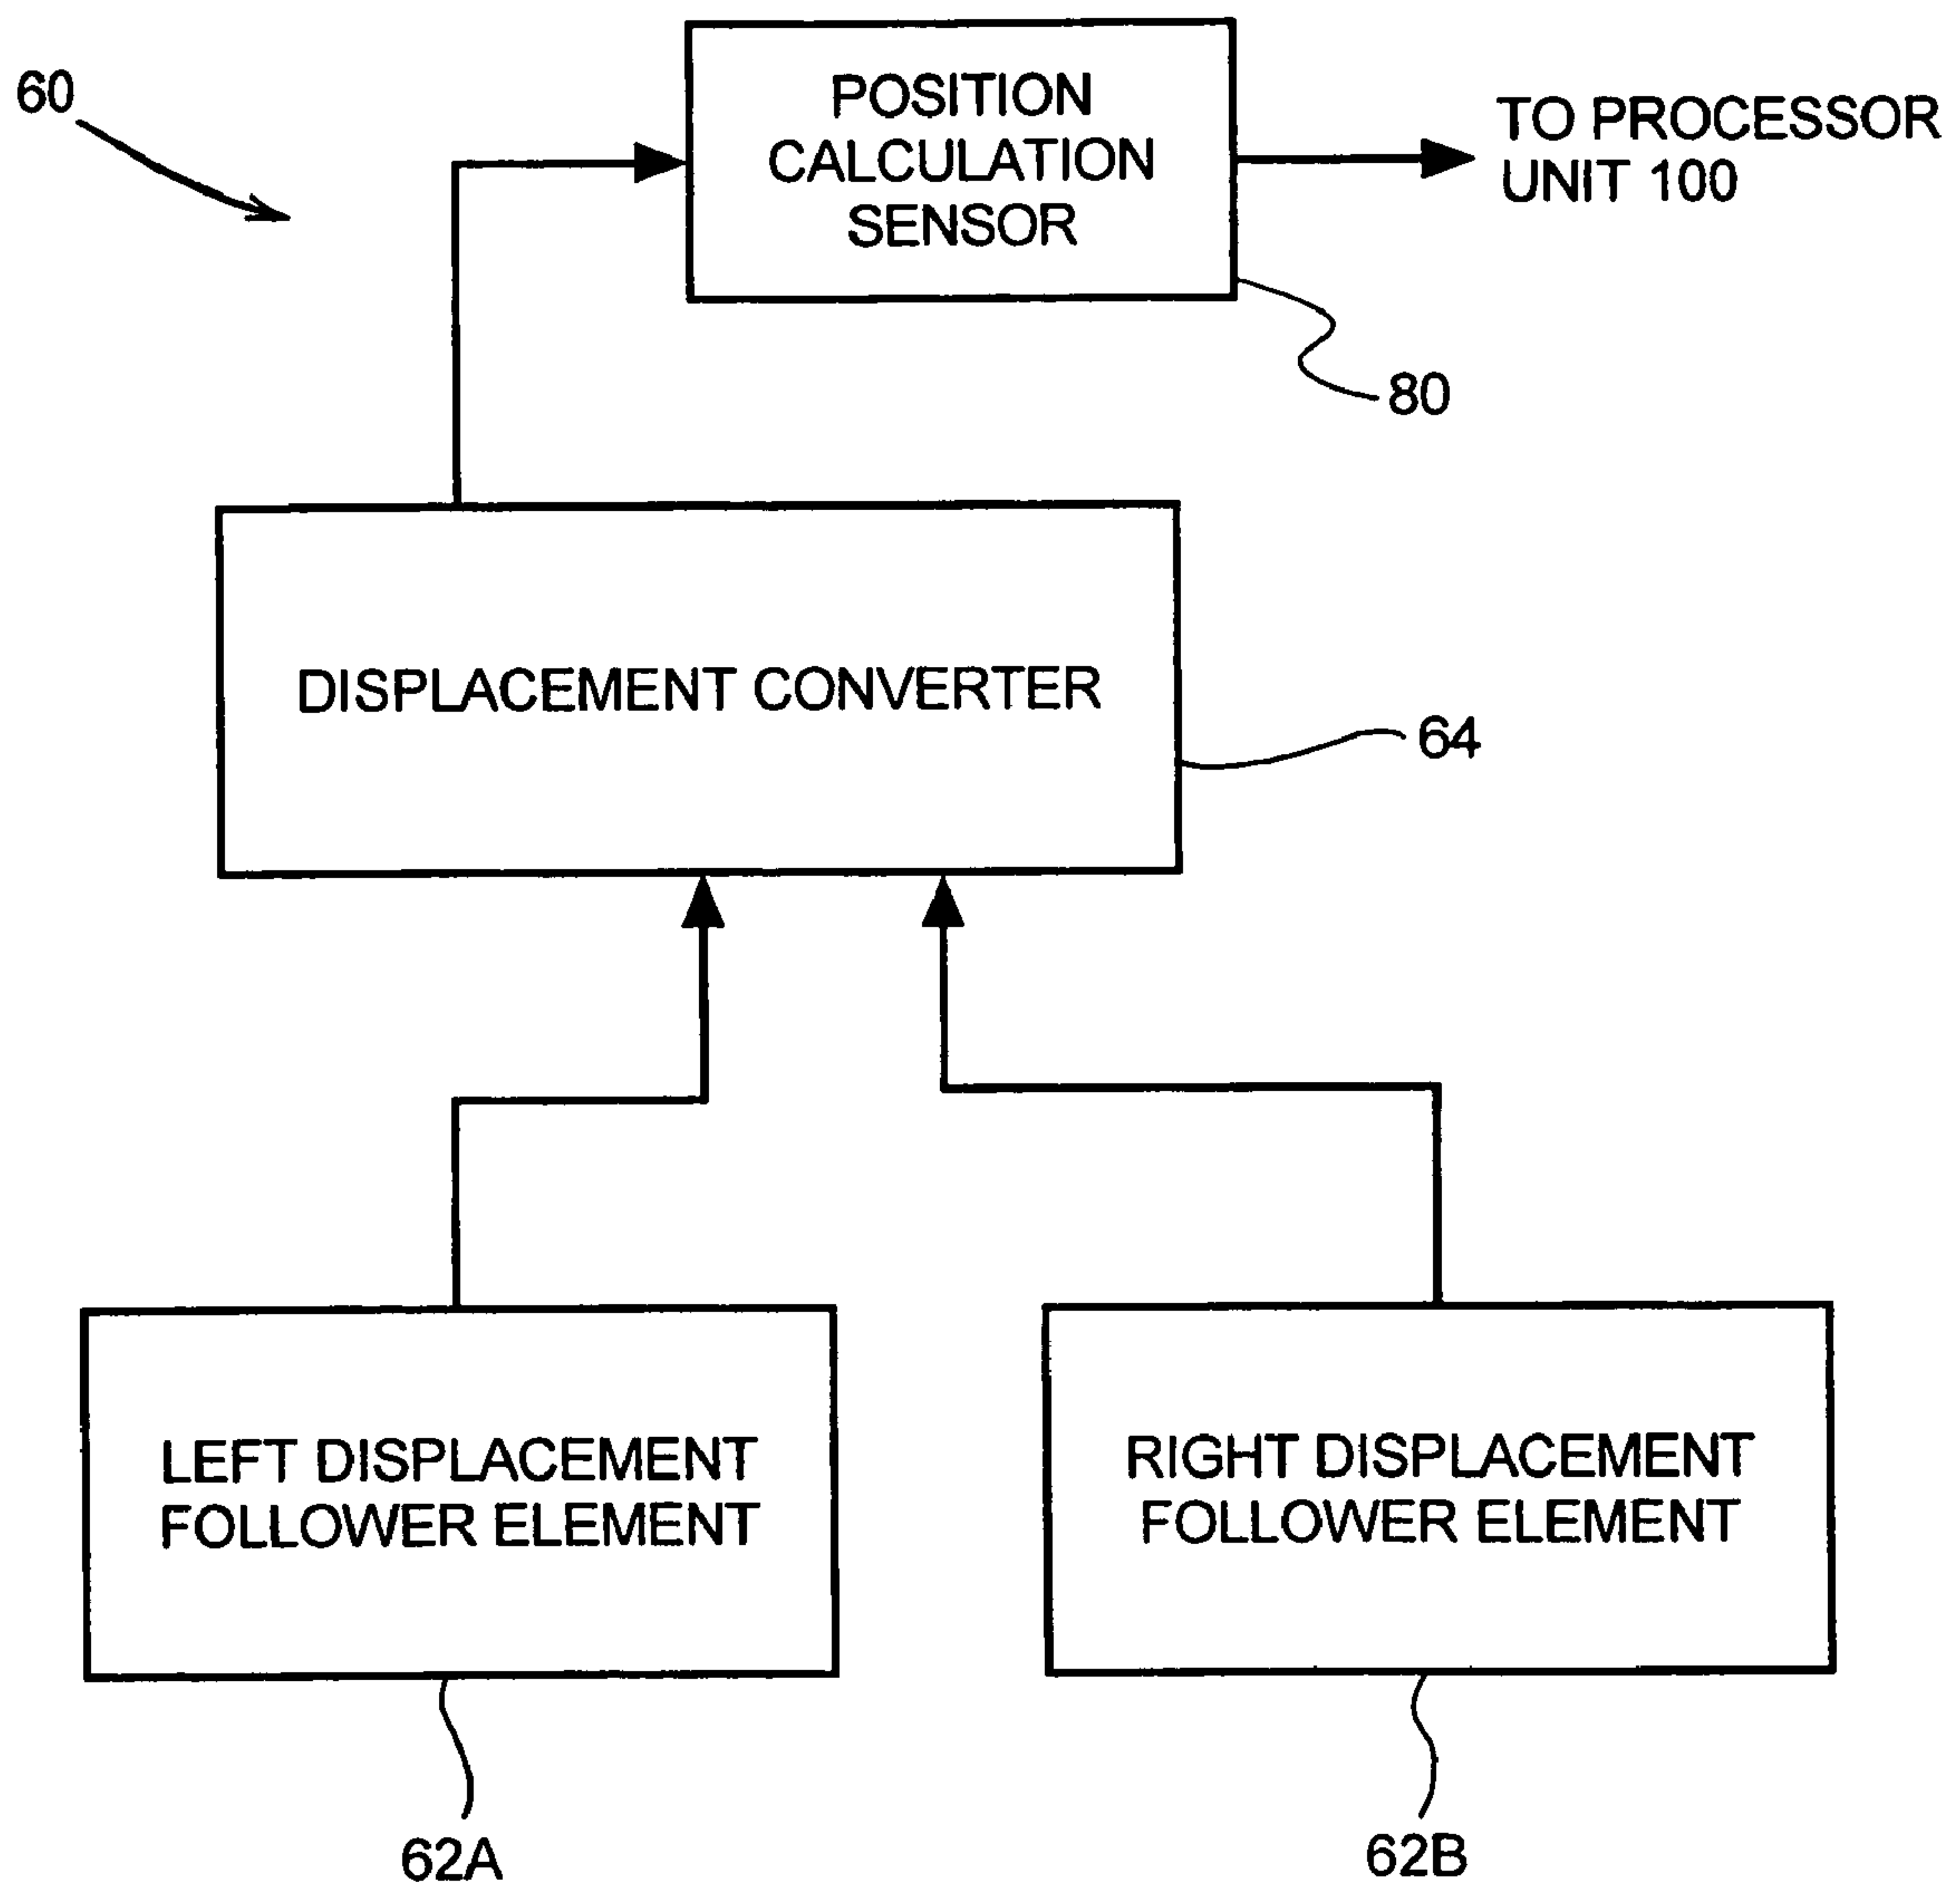 60
POSITION
CALCULATION
SENSOR
TO PROCESSOR
UNIT 100
80
DISPLACEMENT CONVERTER
64
LEFT DISPLACEMENT
FOLLOWER ELEMENT
RIGHT DISPLACEMENT
FOLLOWER ELEMENT
62A
62B